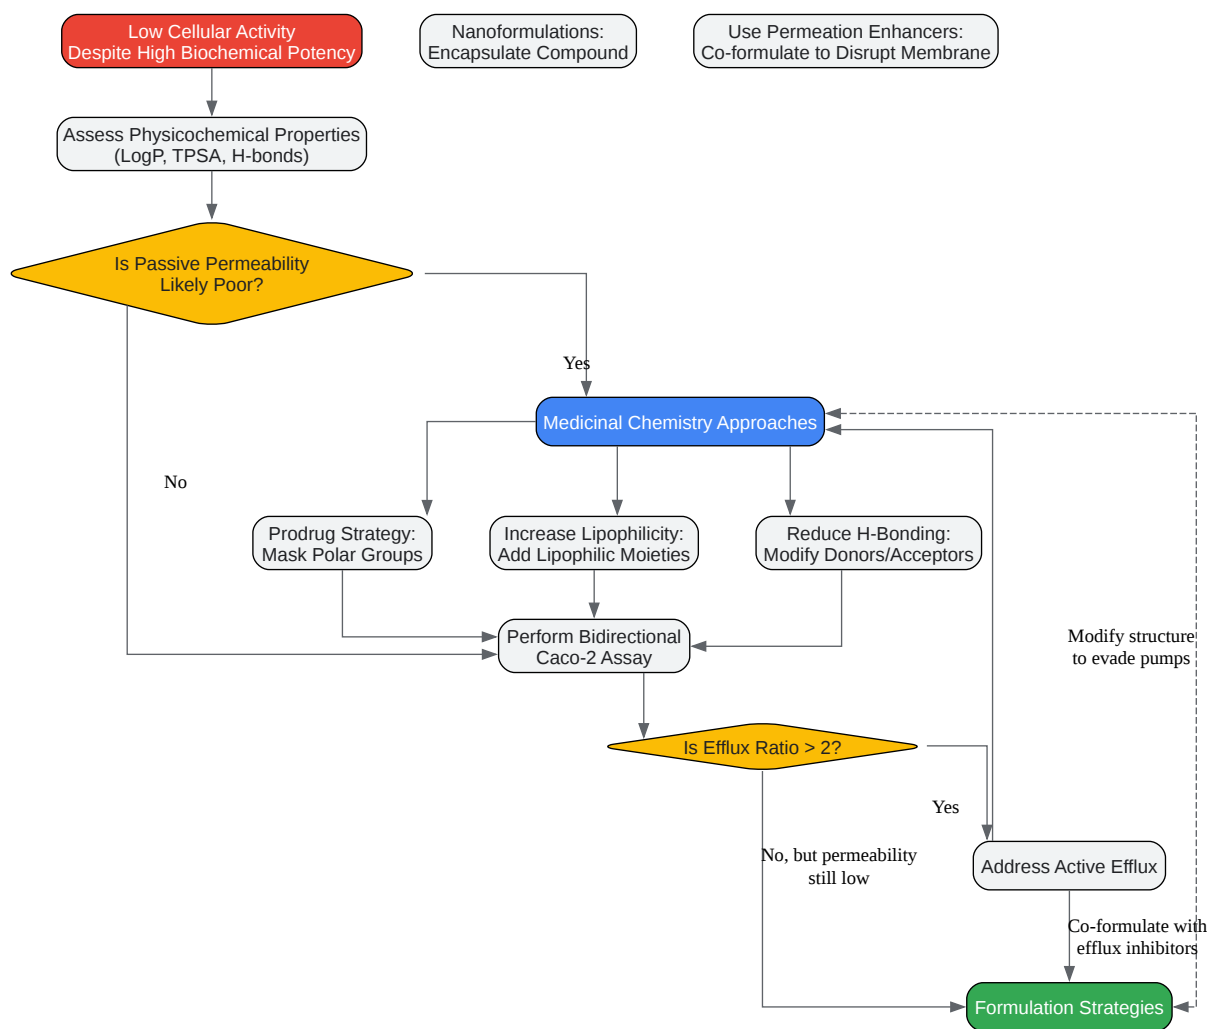 Low Cellular Activity
Despite High Biochemical Potency
Nanoformulations:
Encapsulate Compound
Use Permeation Enhancers:
Co-formulate to Disrupt Membrane
Assess Physicochemical Properties
(LogP, TPSA, H-bonds)
Is Passive Permeability
Likely Poor?
Yes
Medicinal Chemistry Approaches
No
Prodrug Strategy:
Mask Polar Groups
Increase Lipophilicity:
Add Lipophilic Moieties
Reduce H-Bonding:
Modify Donors/Acceptors
Perform Bidirectional
Caco-2 Assay
Modify structure
to evade pumps
Is Efflux Ratio > 2?
Yes
No, but permeability
still low
Address Active Efflux
Co-formulate with
efflux inhibitors
Formulation Strategies